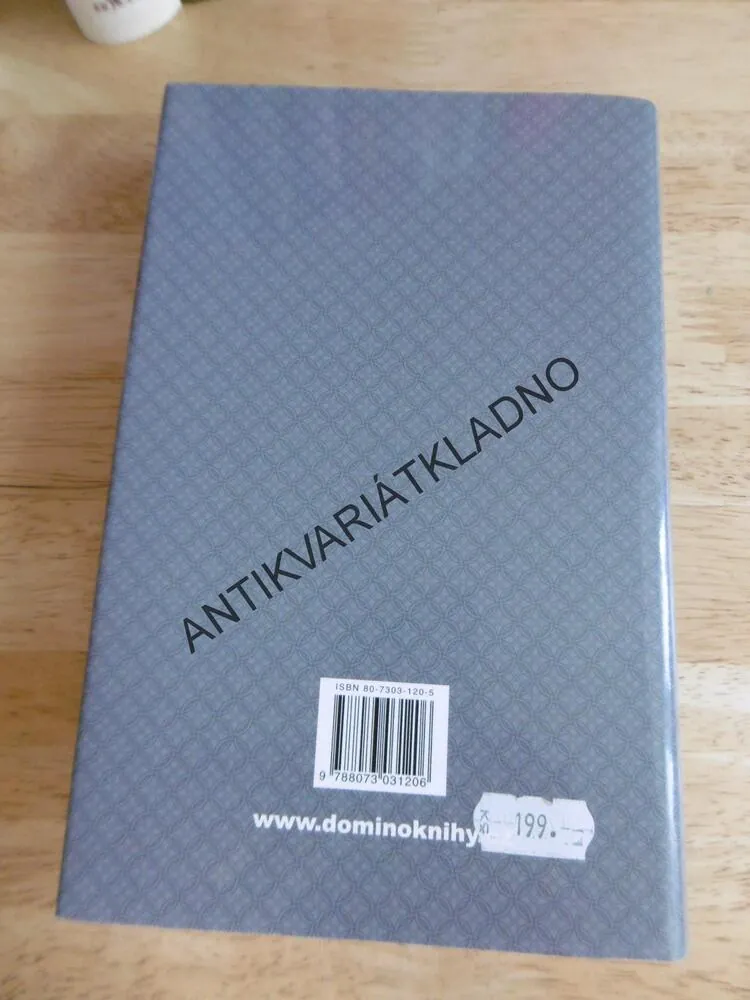 ANTIKVARIÁTKLADNO
ISBN 80-7303-120-5
9 788073 031206
www.dominoknihy
199.-